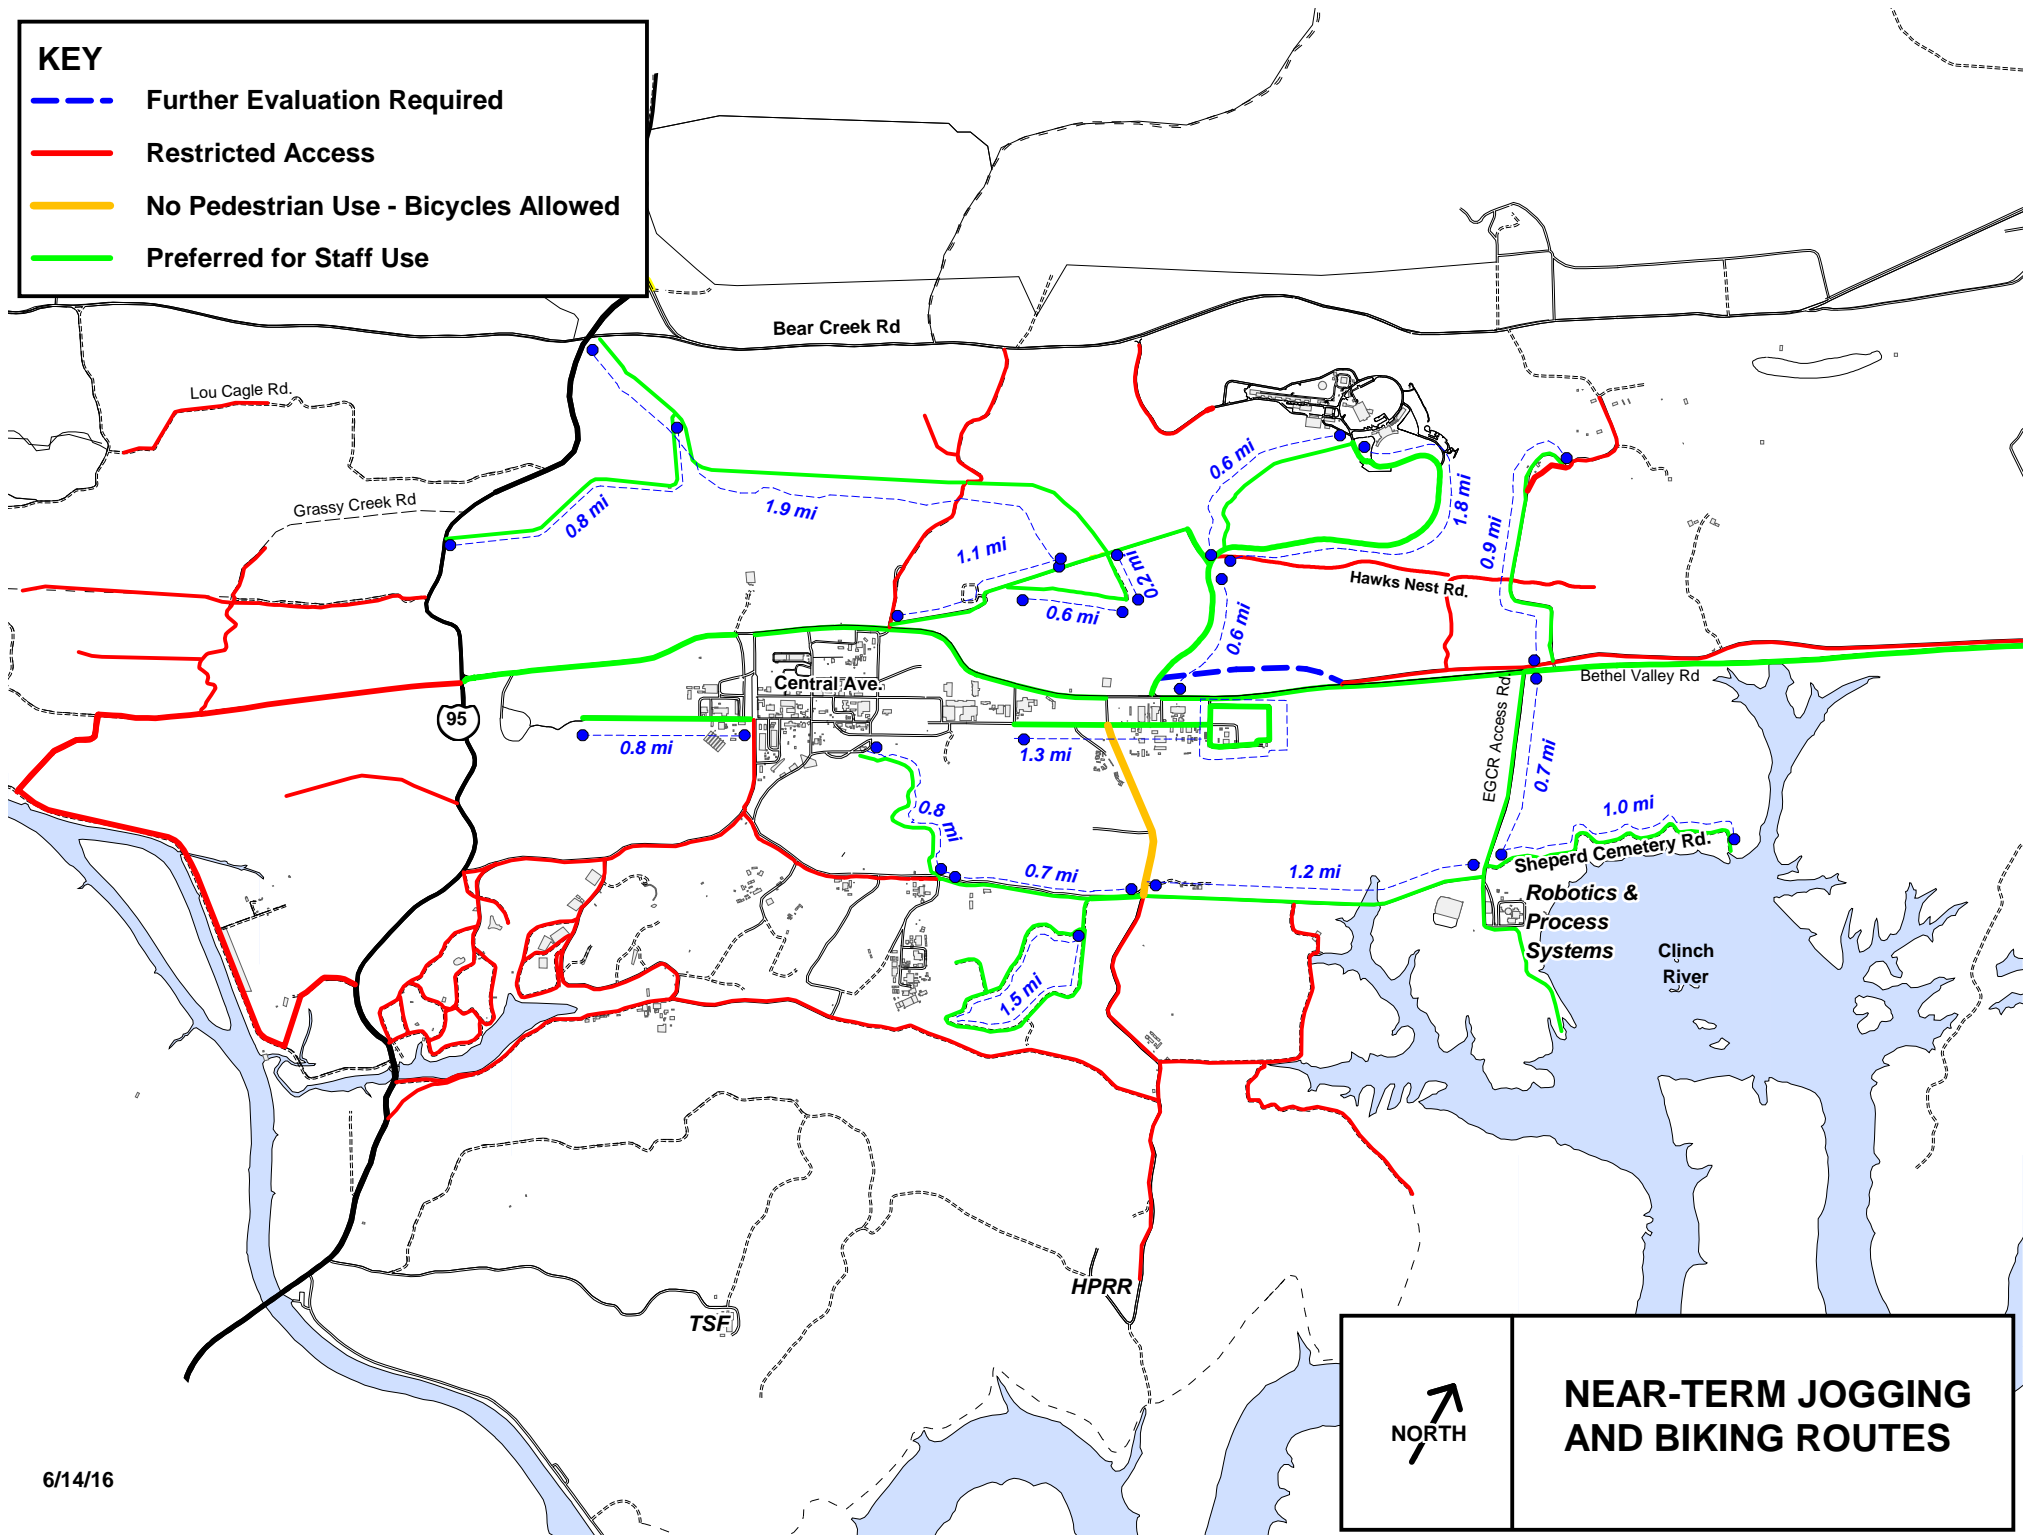 KEY
Further Evaluation Required
Restricted Access
No Pedestrian Use - Bicycles Allowed
Preferred for Staff Use
Bear Creek Rd
Lou Cagle Rd.
Grassy Creek Rd
0.8 mi
1.9 mi
1.1 mi
0.2 mi
0.6 mi
0.6 mi
1.8 mi
0.9 mi
Hawks Nest Rd.
0.6 mi
Central Ave.
Bethel Valley Rd
95
0.8 mi
1.3 mi
EGCR Access Rd.
0.7 mi
0.8 mi
1.0 mi
Sheperd Cemetery Rd.
0.7 mi
1.2 mi
Robotics &
Process
Systems
Clinch
River
1.5 mi
HPRR
TSF
NORTH
NEAR-TERM JOGGING
AND BIKING ROUTES
6/14/16